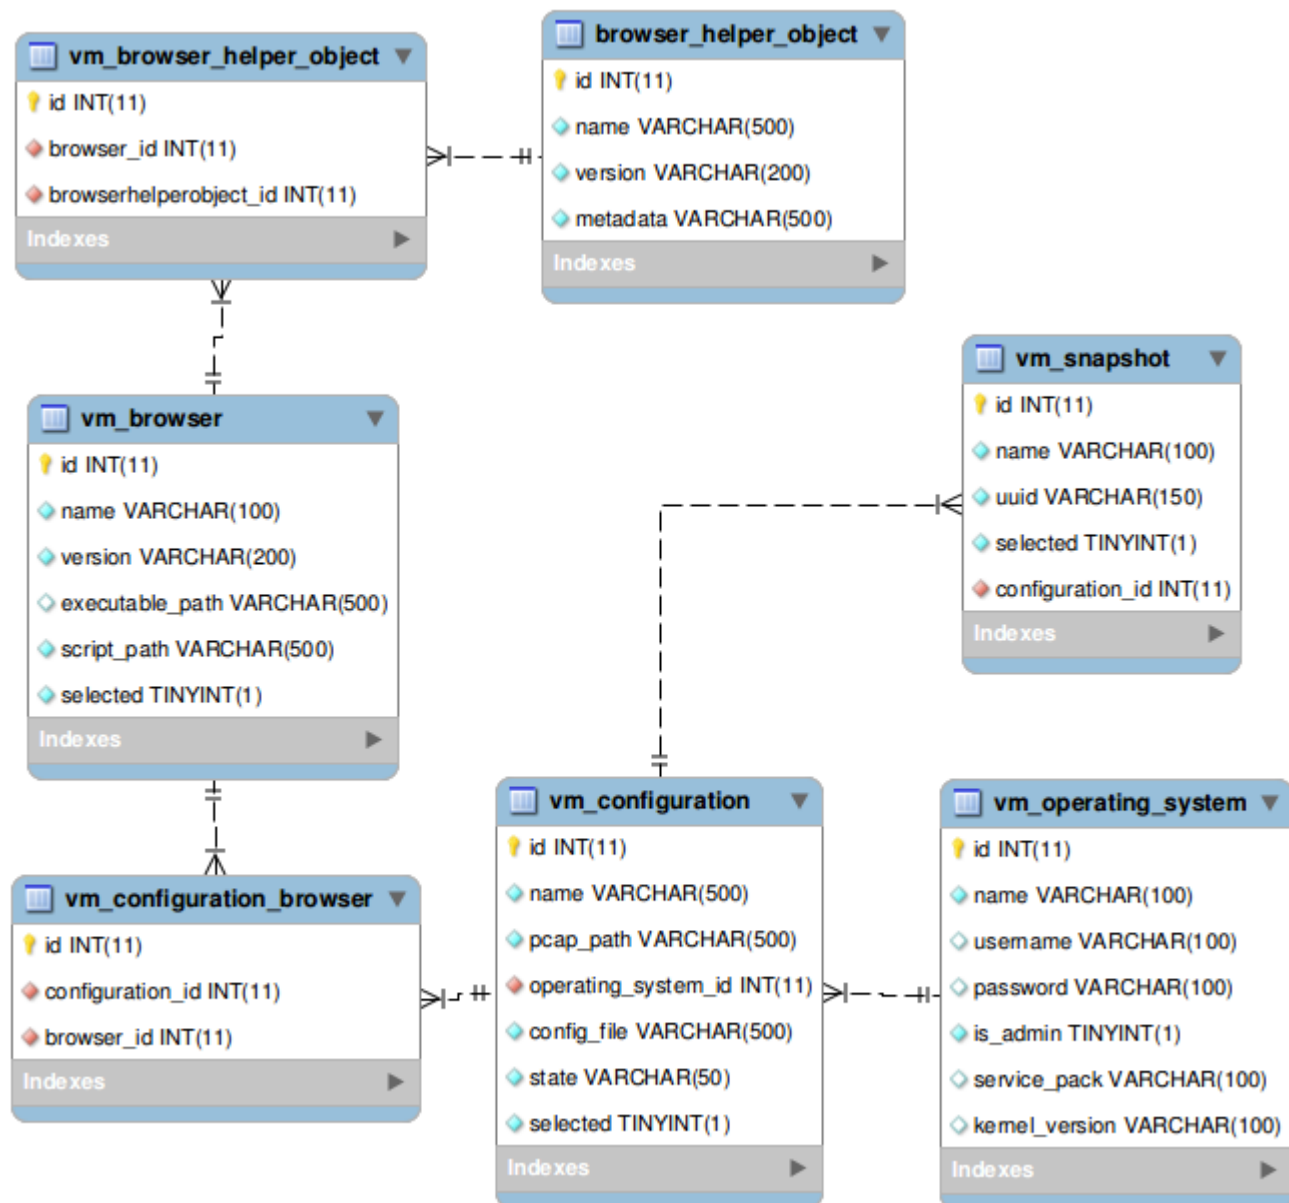 vm_browser_helper_object
id INT(11)
browser_id INT(11)
browserhelperobject_id INT(11)
Indexes
browser_helper_object
id INT(11)
name VARCHAR(500)
version VARCHAR(200)
metadata VARCHAR(500)
Indexes
vm_snapshot
id INT(11)
name VARCHAR(100)
uuid VARCHAR(150)
selected TINYINT(1)
configuration_id INT(11)
Indexes
vm_browser
id INT(11)
name VARCHAR(100)
version VARCHAR(200)
executable_path VARCHAR(500)
script_path VARCHAR(500)
selected TINYINT(1)
Indexes
vm_configuration_browser
id INT(11)
configuration_id INT(11)
browser_id INT(11)
Indexes
vm_configuration
id INT(11)
name VARCHAR(500)
pcap_path VARCHAR(500)
operating_system_id INT(11)
config_file VARCHAR(500)
state VARCHAR(50)
selected TINYINT(1)
Indexes
vm_operating_system
id INT(11)
name VARCHAR(100)
username VARCHAR(100)
password VARCHAR(100)
is_admin TINYINT(1)
service_pack VARCHAR(100)
kernel_version VARCHAR(100)
Indexes